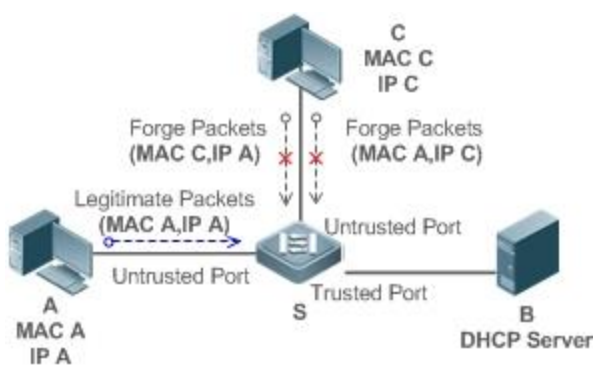 C
MAC C
IP C
Forge Packets
(MAC C,IP A)
Forge Packets
(MAC A,IP C)
Legitimate Packets
(MAC A,IP A)
Untrusted Port
Untrusted Port
Trusted Port
S
A
MAC A
IP A
B
DHCP Server